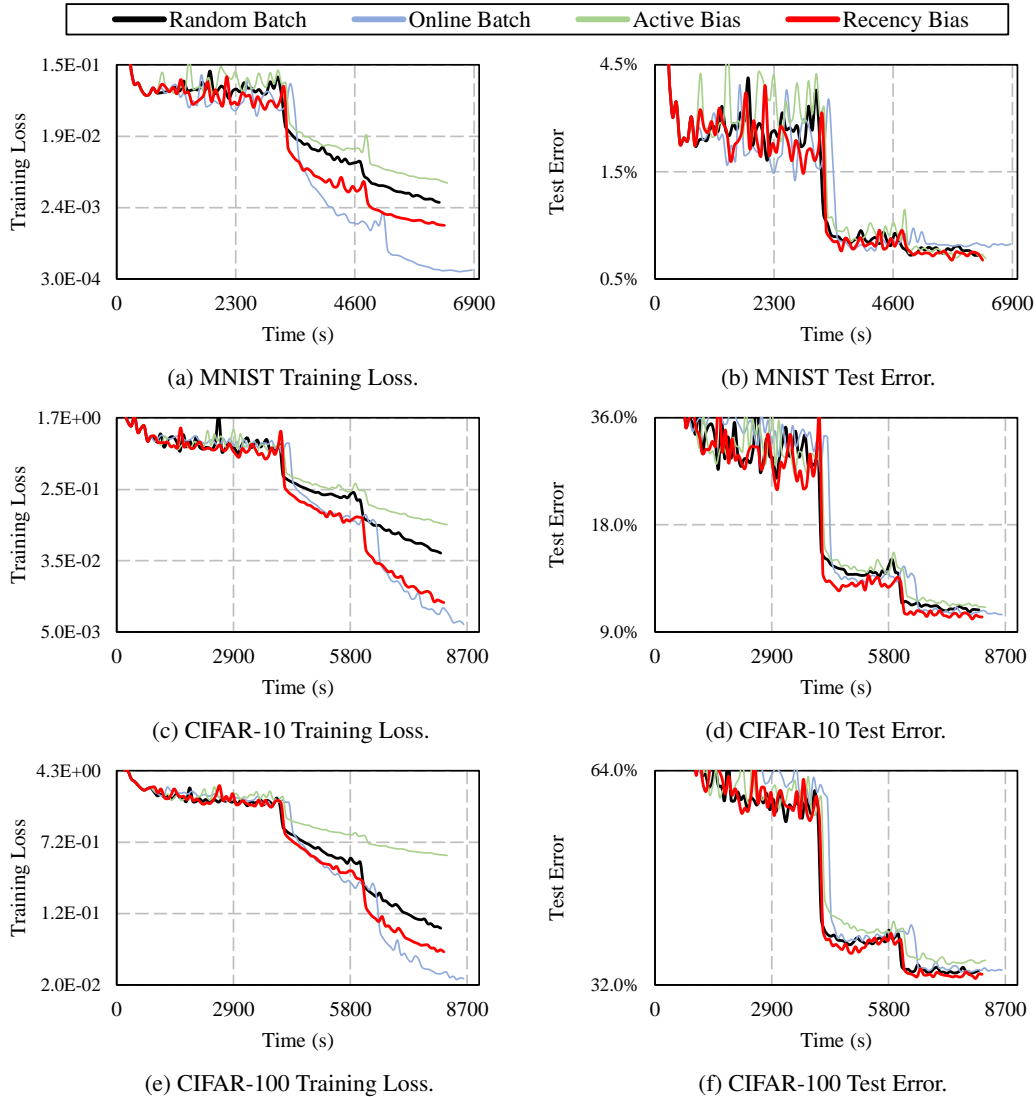 Random Batch Online Batch Active Bias Recency Bias
1.5E-01
1.9E-02
2.4E-03
3.0E-04
Training Loss
0 2300 4600 6900
Time (s)
(a) MNIST Training Loss.
4.5%
1.5%
0.5%
Test Error
0 2300 4600 6900
Time (s)
(b) MNIST Test Error.
1.7E+00
2.5E-01
3.5E-02
5.0E-03
Training Loss
0 2900 5800 8700
Time (s)
(c) CIFAR-10 Training Loss.
36.0%
18.0%
9.0%
Test Error
0 2900 5800 8700
Time (s)
(d) CIFAR-10 Test Error.
4.3E+00
7.2E-01
1.2E-01
2.0E-02
Training Loss
0 2900 5800 8700
Time (s)
(e) CIFAR-100 Training Loss.
64.0%
32.0%
Test Error
0 2900 5800 8700
Time (s)
(f) CIFAR-100 Test Error.